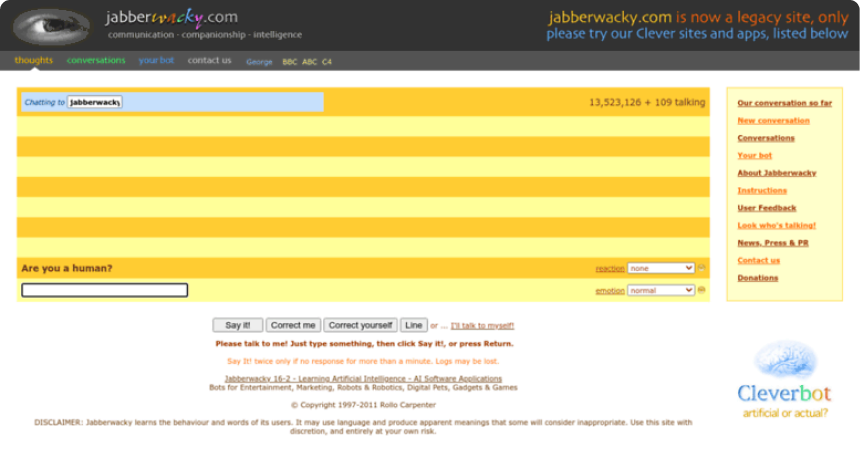 jabberwacky.com
communication - companionship - intelligence
jabberwacky.com is now a legacy site, only
please try our Clever sites and apps, listed below
thoughts conversations your bot contact us George BBC ABC C4
Chatting to jabberwacky 13,523,126 + 109 talking
Are you a human? reaction none
emotion normal
Say it! Correct me Correct yourself Line or ... I'll talk to myself!
Please talk to me! Just type something, then click Say it!, or press Return.
Say It! twice only if no response for more than a minute. Logs may be lost.
Jabberwacky 16-2 - Learning Artificial Intelligence - AI Software Applications
Bots for Entertainment, Marketing, Robots & Robotics, Digital Pets, Gadgets & Games
© Copyright 1997-2011 Rollo Carpenter
DISCLAIMER: Jabberwacky learns the behaviour and words of its users. It may use language and produce apparent meanings that some will consider inappropriate. Use this site with
discretion, and entirely at your own risk.
Our conversation so far
New conversation
Conversations
Your bot
About Jabberwacky
Instructions
User Feedback
Look who's talking!
News, Press & PR
Contact us
Donations
Cleverbot
artificial or actual?